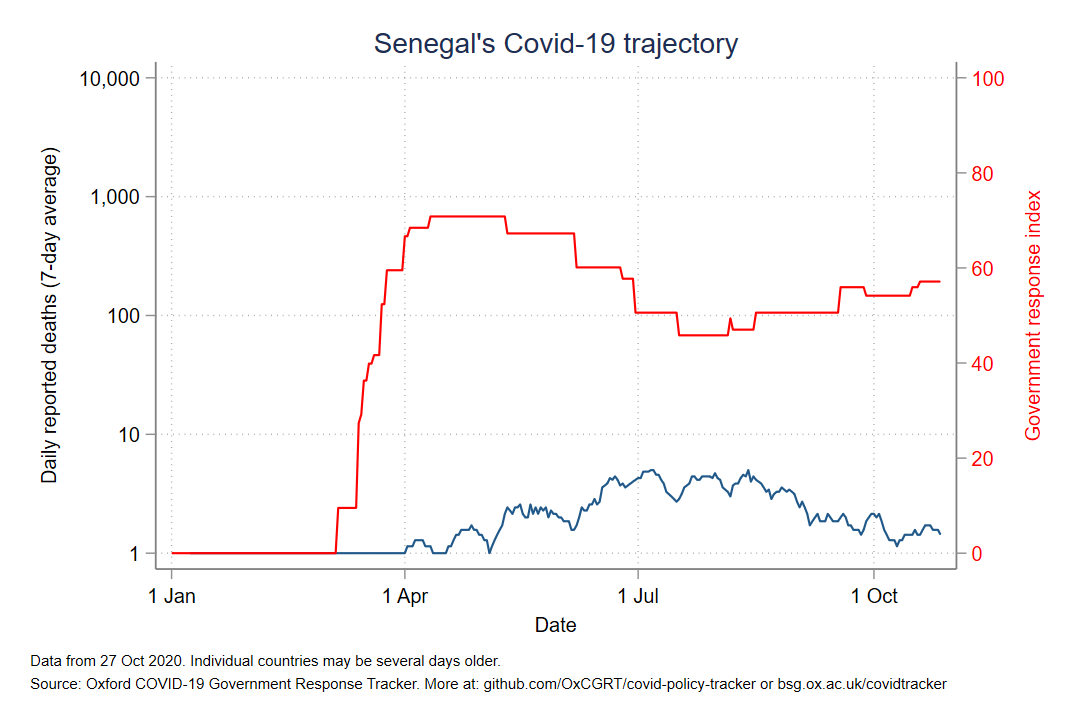 Senegal's Covid-19 trajectory
Daily reported deaths (7-day average)
10,000
1,000
100
10
1
100
80
60
40
20
0
Government response index
1 Jan
1 Apr
1 Jul
1 Oct
Date
Data from 27 Oct 2020. Individual countries may be several days older.
Source: Oxford COVID-19 Government Response Tracker. More at: github.com/OxCGRT/covid-policy-tracker or bsg.ox.ac.uk/covidtracker